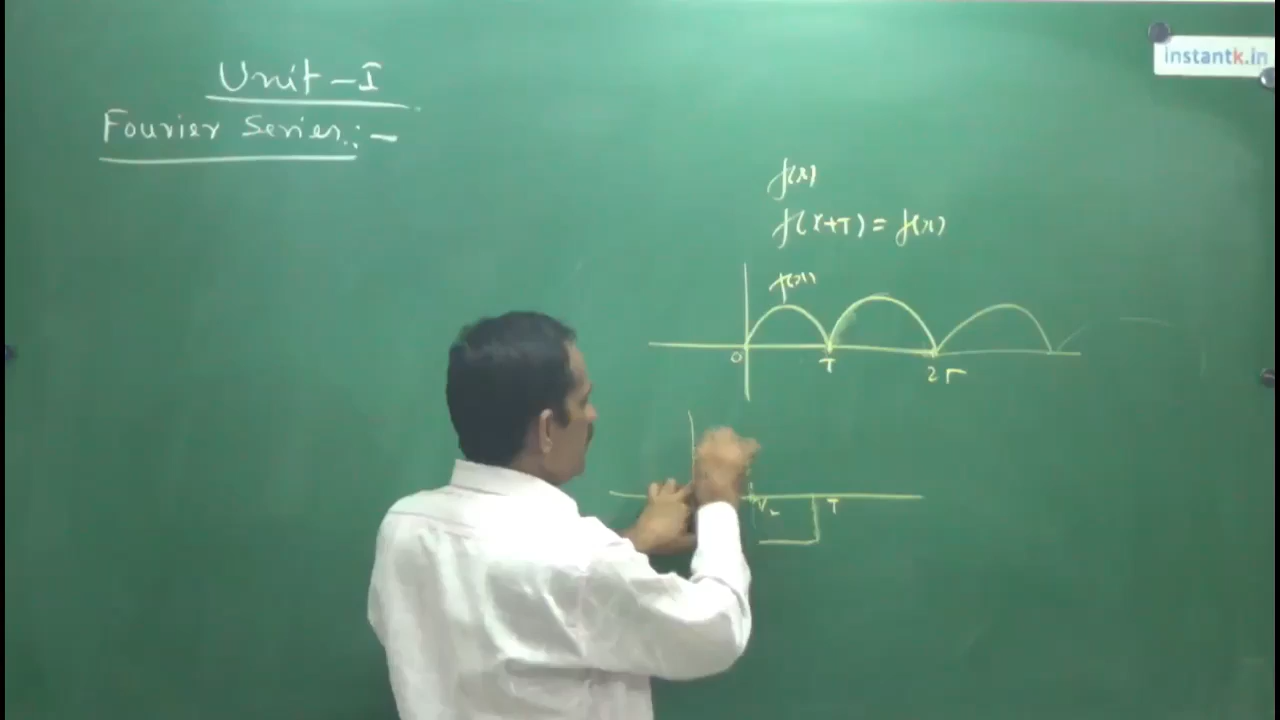 Unit - I
Fourier Series : -
instantk.in
f(x)
f(x+T) = f(x)
f(x)
0 T 2T
T